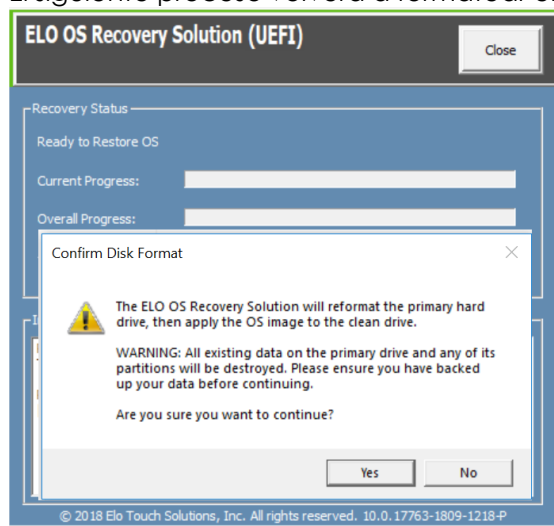 ELO OS Recovery Solution (UEFI)
Close
Recovery Status
Ready to Restore OS
Current Progress:
Overall Progress:
Confirm Disk Format
The ELO OS Recovery Solution will reformat the primary hard
drive, then apply the OS image to the clean drive.
WARNING: All existing data on the primary drive and any of its
partitions will be destroyed. Please ensure you have backed
up your data before continuing.
Are you sure you want to continue?
Yes
No
© 2018 Elo Touch Solutions, Inc. All rights reserved. 10.0.17763-1809-1218-P